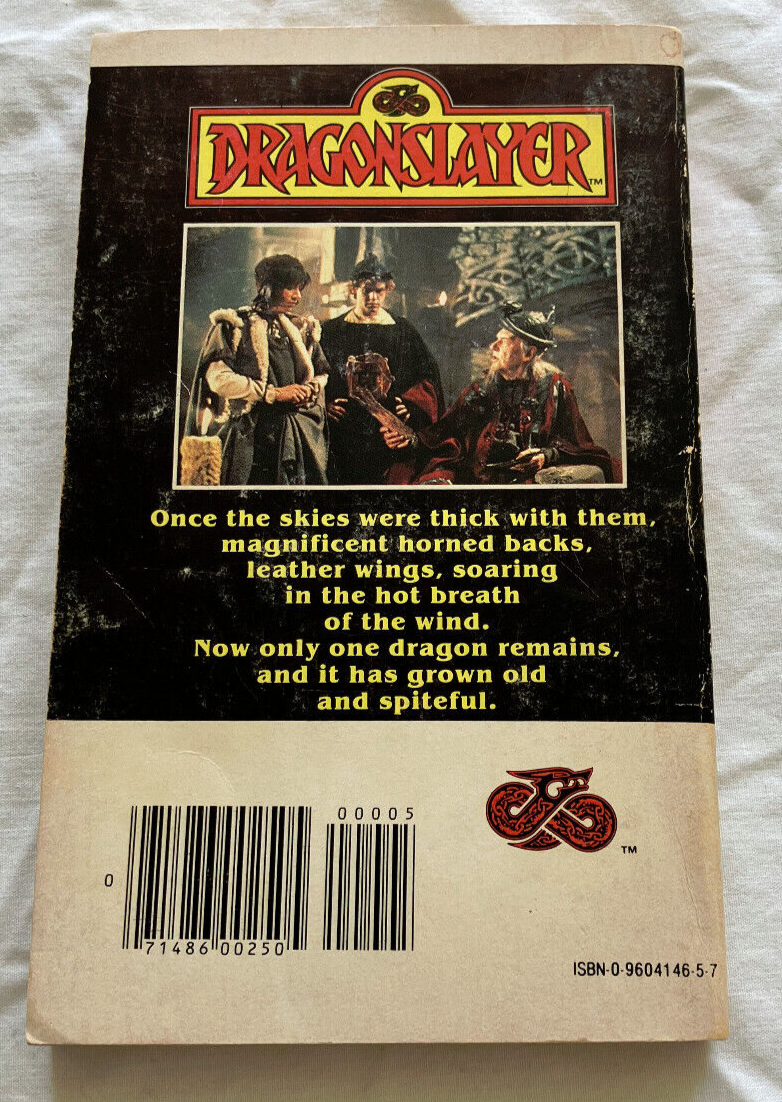 DRAGONSLAYER™
Once the skies were thick with them,
magnificent horned backs,
leather wings, soaring
in the hot breath
of the wind.
Now only one dragon remains,
and it has grown old
and spiteful.
00005
0
71486 00250
TM
ISBN-0-9604146-5-7